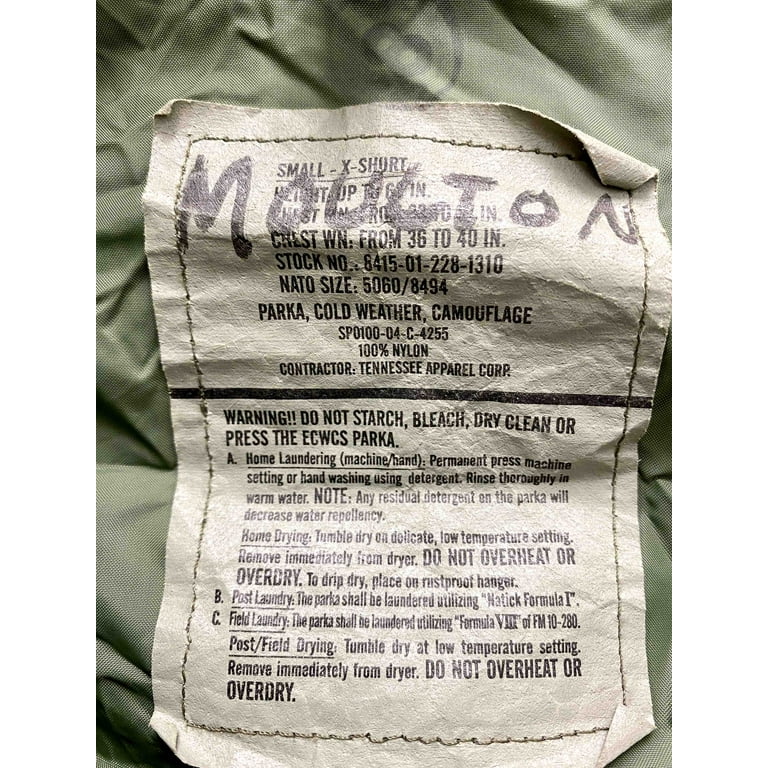 MOULTON
SMALL - X-SHORT
HEIGHT UP TO IN.
CHEST IN.
CHEST WN: FROM 36 TO 40 IN.
STOCK NO.: 8415-01-228-1310
NATO SIZE: 5060/8494
PARKA, COLD WEATHER, CAMOUFLAGE
SP0100-04-C-4255
100% NYLON
CONTRACTOR: TENNESSEE APPAREL CORP.
WARNING!! DO NOT STARCH, BLEACH, DRY CLEAN OR
PRESS THE ECWCS PARKA.
A. Home Laundering (machine/hand): Permanent press machine
setting or hand washing using detergent. Rinse thoroughly in
warm water. NOTE: Any residual detergent on the parka will
decrease water repellency.
Home Drying: Tumble dry on delicate, low temperature setting.
Remove immediately from dryer. DO NOT OVERHEAT OR
OVERDRY. To drip dry, place on rustproof hanger.
B. Post Laundry: The parka shall be laundered utilizing "Natick Formula I".
C. Field Laundry: The parka shall be laundered utilizing "Formula VIII" of FM 10-280.
Post/Field Drying: Tumble dry at low temperature setting.
Remove immediately from dryer. DO NOT OVERHEAT OR
OVERDRY.